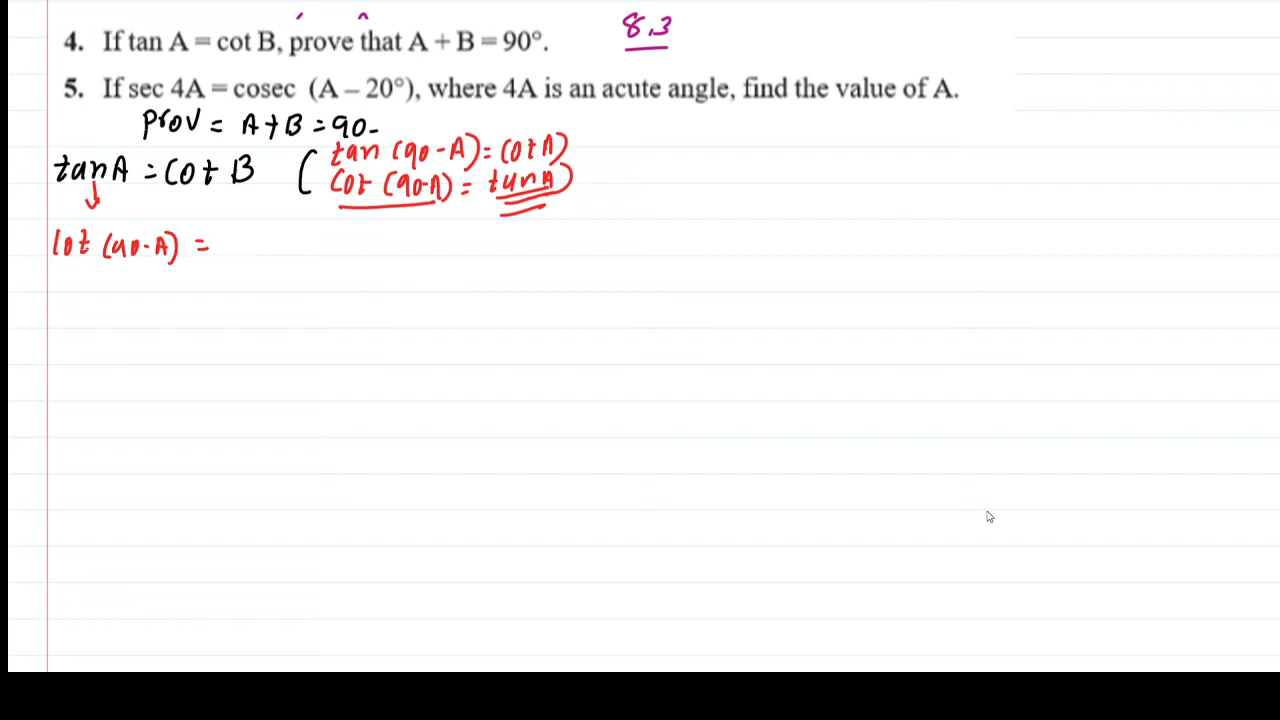 8.3
4. If tan A = cot B, prove that A + B = 90°.
5. If sec 4A = cosec (A – 20°), where 4A is an acute angle, find the value of A.
Prov = A+B = 90-
tan A = cot B ( tan (90-A) = cot A)
cot (90-A) = tan A)
cot (90-A) =